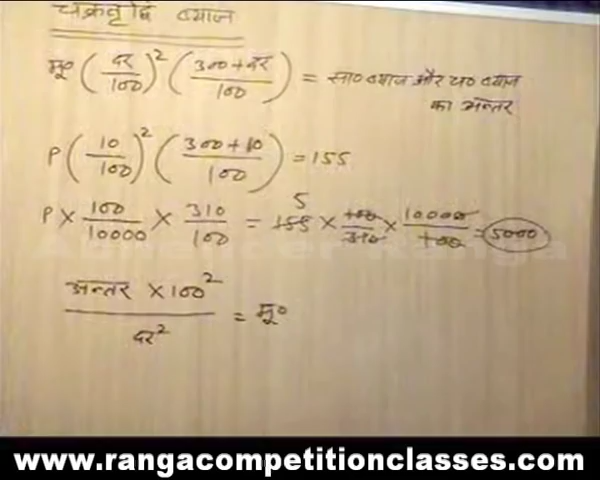 चक्रवृद्धि ब्याज
मू० (दर/100)² (300+दर/100) = सा० ब्याज और च० ब्याज
का अन्तर
P (10/100)² (300+10/100) = 155
5
P × 100/10000 × 310/100 = 155 × 100/310 × 10000/100 = 5000
अन्तर × 100²/दर² = मू०
www.rangacompetitionclasses.com